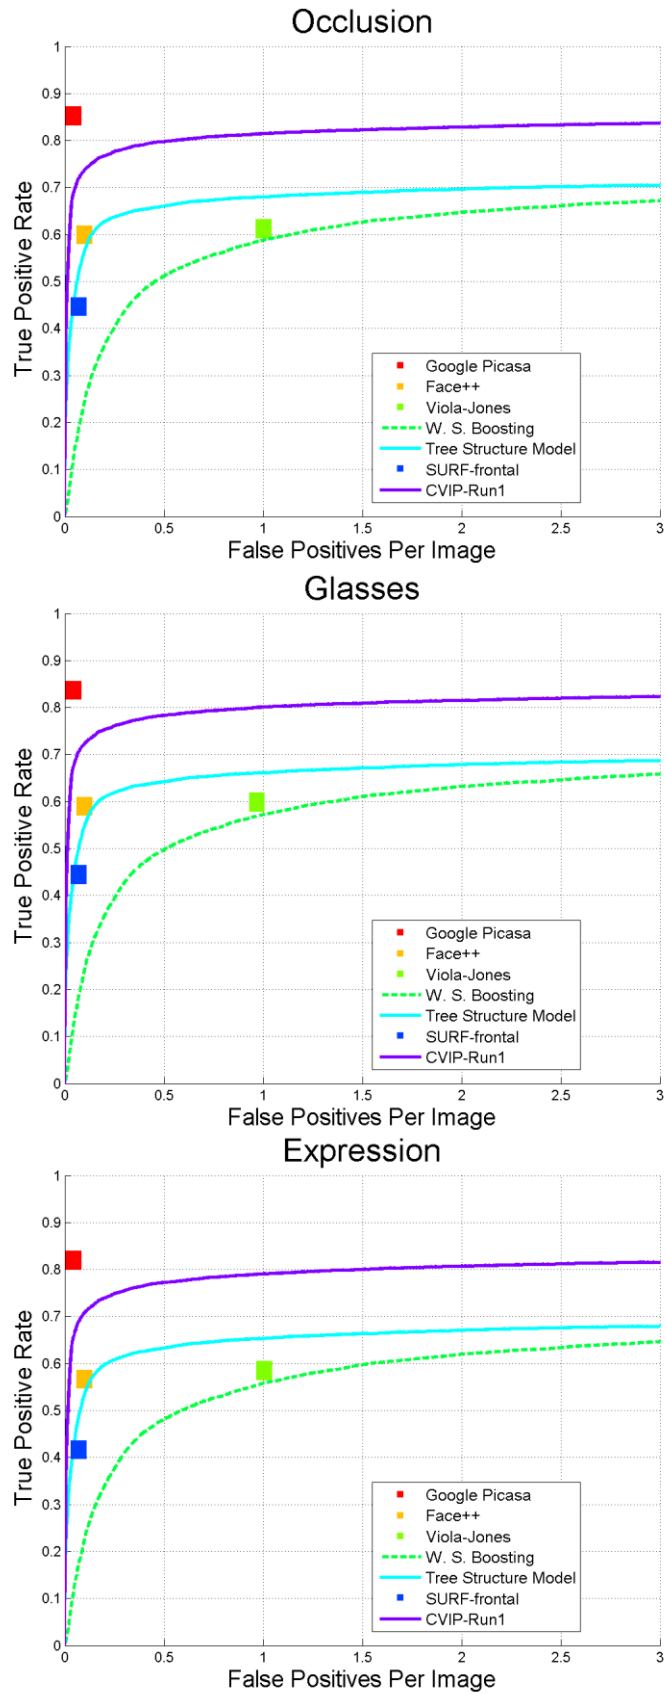 Occlusion
True Positive Rate
1
0.9
0.8
0.7
0.6
0.5
0.4
0.3
0.2
0.1
0
Google Picasa
Face++
Viola-Jones
W. S. Boosting
Tree Structure Model
SURF-frontal
CVIP-Run1
0 0.5 1 1.5 2 2.5 3
False Positives Per Image
Glasses
True Positive Rate
1
0.9
0.8
0.7
0.6
0.5
0.4
0.3
0.2
0.1
0
Google Picasa
Face++
Viola-Jones
W. S. Boosting
Tree Structure Model
SURF-frontal
CVIP-Run1
0 0.5 1 1.5 2 2.5 3
False Positives Per Image
Expression
True Positive Rate
1
0.9
0.8
0.7
0.6
0.5
0.4
0.3
0.2
0.1
0
Google Picasa
Face++
Viola-Jones
W. S. Boosting
Tree Structure Model
SURF-frontal
CVIP-Run1
0 0.5 1 1.5 2 2.5 3
False Positives Per Image